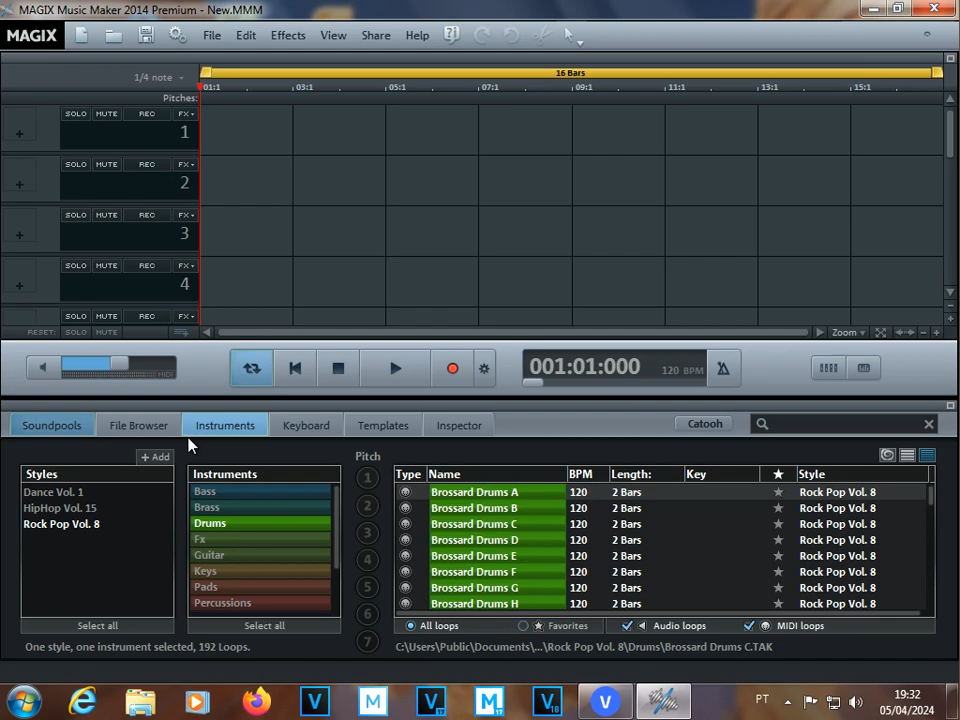 MAGIX Music Maker 2014 Premium - New.MMM
MAGIX File Edit Effects View Share Help
16 Bars
1/4 note
01:1 03:1 05:1 07:1 09:1 11:1 13:1 15:1
Pitches:
SOLO MUTE REC FX
1
SOLO MUTE REC FX
2
SOLO MUTE REC FX
3
SOLO MUTE REC FX
4
SOLO MUTE REC FX
RESET: SOLO MUTE Zoom
MIDI
001:01:000 120 BPM
Soundpools File Browser Instruments Keyboard Templates Inspector Catooh
+ Add Pitch
Styles
Dance Vol. 1
HipHop Vol. 15
Rock Pop Vol. 8
Select all
Instruments
Bass
Brass
Drums
Fx
Guitar
Keys
Pads
Percussions
Select all
1
2
3
4
5
6
7
Type Name BPM Length: Key Style
Brossard Drums A 120 2 Bars Rock Pop Vol. 8
Brossard Drums B 120 2 Bars Rock Pop Vol. 8
Brossard Drums C 120 2 Bars Rock Pop Vol. 8
Brossard Drums D 120 2 Bars Rock Pop Vol. 8
Brossard Drums E 120 2 Bars Rock Pop Vol. 8
Brossard Drums F 120 2 Bars Rock Pop Vol. 8
Brossard Drums G 120 2 Bars Rock Pop Vol. 8
Brossard Drums H 120 2 Bars Rock Pop Vol. 8
All loops Favorites Audio loops MIDI loops
One style, one instrument selected, 192 Loops. C:\Users\Public\Documents\...\Rock Pop Vol. 8\Drums\Brossard Drums C.TAK
V M V 17 M 17 V 18 V
PT
19:32
05/04/2024